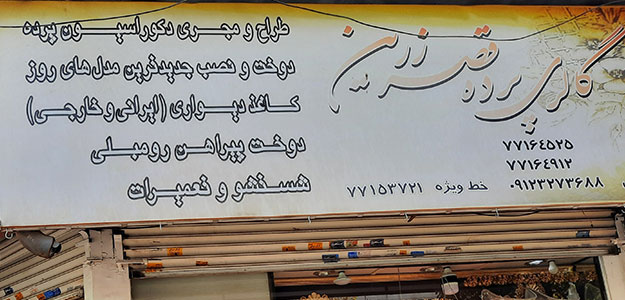 گالری پرده قصر زرین
طراح و مجری دکوراسیون پرده
دوخت و نصب جدیدترین مدل های روز
کاغذ دیواری (ایرانی و خارجی)
دوخت پیراهن رومبلی
شستشو و تعمیرات
۷۷۱۶۴۵۲۵
۷۷۱۶۴۹۱۲
۰۹۱۲۳۲۷۳۶۸۸
خط ویژه ۷۷۱۵۳۷۲۱